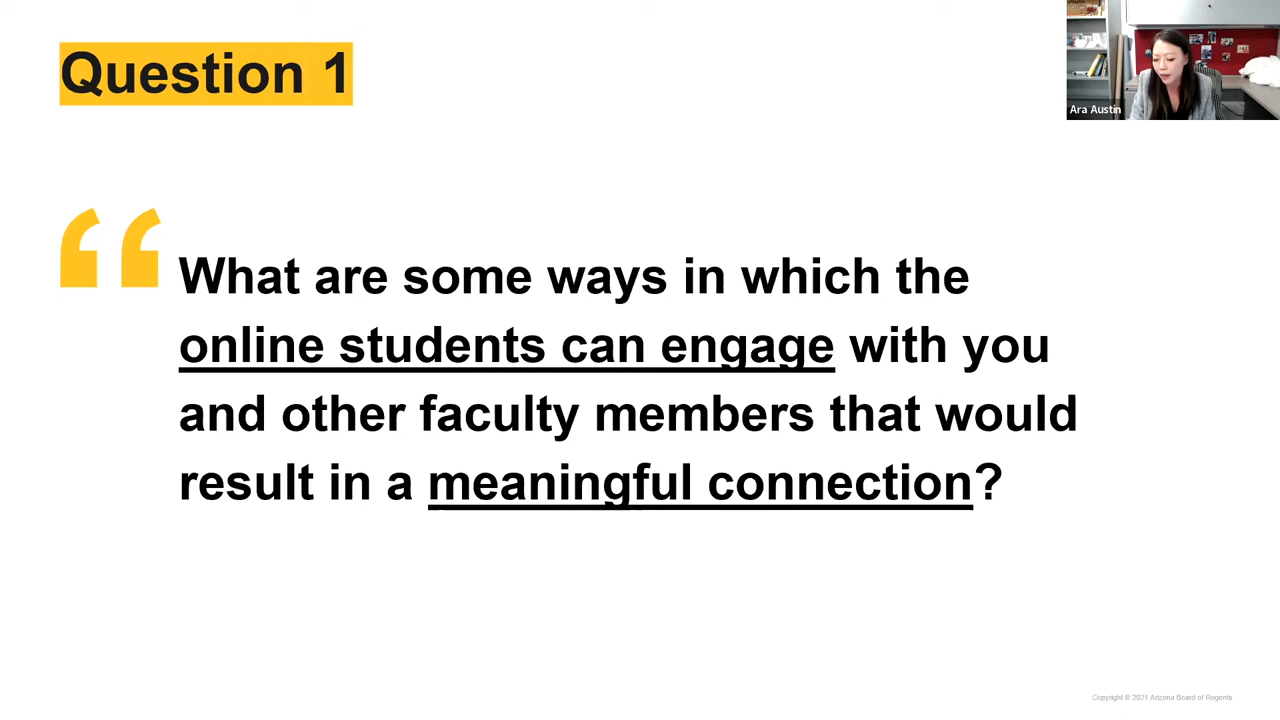 Question 1
Ara Austin
“
What are some ways in which the
online students can engage with you
and other faculty members that would
result in a meaningful connection?
Copyright © 2021 Arizona Board of Regents